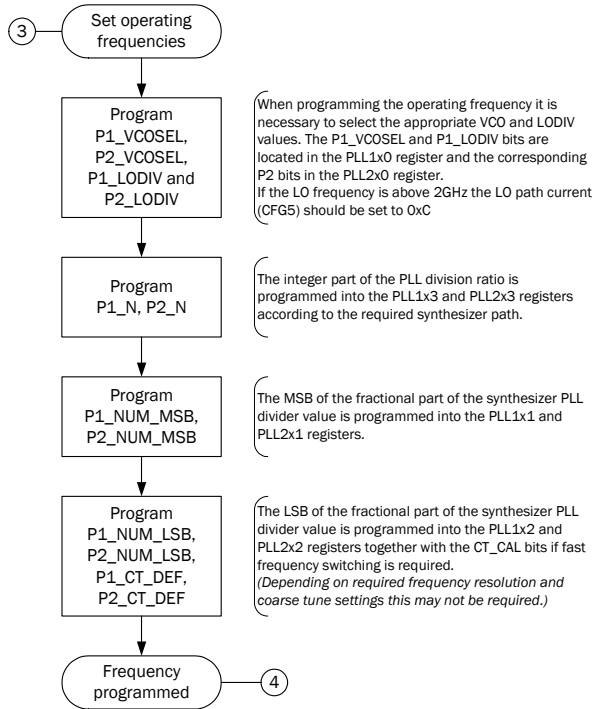 3
Set operating
frequencies
Program
P1_VCOSEL,
P2_VCOSEL,
P1_LODIV and
P2_LODIV
When programming the operating frequency it is
necessary to select the appropriate VCO and LODIV
values. The P1_VCOSEL and P1_LODIV bits are
located in the PLL1x0 register and the corresponding
P2 bits in the PLL2x0 register.
If the LO frequency is above 2GHz the LO path current
(CFG5) should be set to 0xC
Program
P1_N, P2_N
The integer part of the PLL division ratio is
programmed into the PLL1x3 and PLL2x3 registers
according to the required synthesizer path.
Program
P1_NUM_MSB,
P2_NUM_MSB
The MSB of the fractional part of the synthesizer PLL
divider value is programmed into the PLL1x1 and
PLL2x1 registers.
Program
P1_NUM_LSB,
P2_NUM_LSB,
P1_CT_DEF,
P2_CT_DEF
The LSB of the fractional part of the synthesizer PLL
divider value is programmed into the PLL1x2 and
PLL2x2 registers together with the CT_CAL bits if fast
frequency switching is required.
(Depending on required frequency resolution and
coarse tune settings this may not be required.)
Frequency
programmed
4